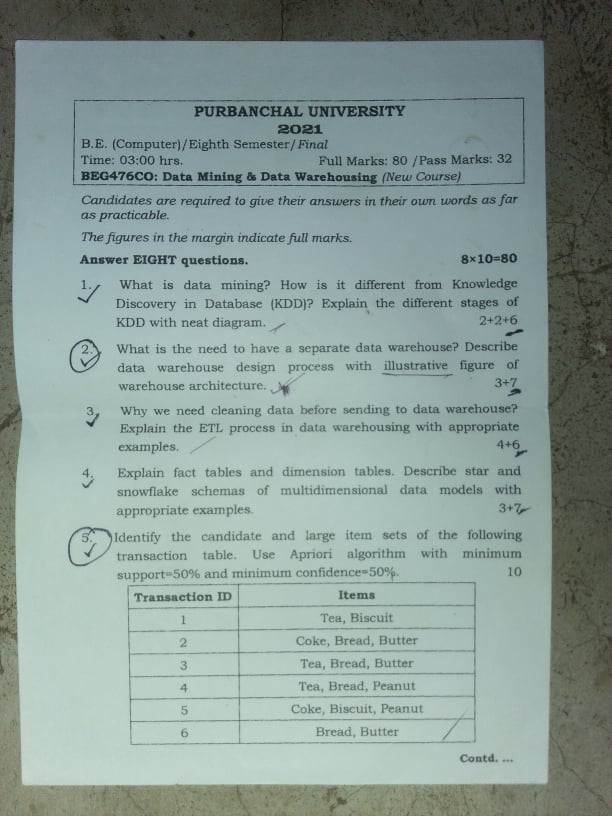 PURBANCHAL UNIVERSITY
2021
B.E. (Computer)/Eighth Semester/Final
Time: 03:00 hrs. Full Marks: 80 /Pass Marks: 32
BEG476CO: Data Mining & Data Warehousing (New Course)
Candidates are required to give their answers in their own words as far
as practicable.
The figures in the margin indicate full marks.
Answer EIGHT questions. 8×10=80
1. What is data mining? How is it different from Knowledge
Discovery in Database (KDD)? Explain the different stages of
KDD with neat diagram. 2+2+6
2. What is the need to have a separate data warehouse? Describe
data warehouse design process with illustrative figure of
warehouse architecture. 3+7
3. Why we need cleaning data before sending to data warehouse?
Explain the ETL process in data warehousing with appropriate
examples. 4+6
4. Explain fact tables and dimension tables. Describe star and
snowflake schemas of multidimensional data models with
appropriate examples. 3+7
5. Identify the candidate and large item sets of the following
transaction table. Use Apriori algorithm with minimum
support=50% and minimum confidence=50%. 10
Transaction ID Items
1 Tea, Biscuit
2 Coke, Bread, Butter
3 Tea, Bread, Butter
4 Tea, Bread, Peanut
5 Coke, Biscuit, Peanut
6 Bread, Butter
Contd. ...